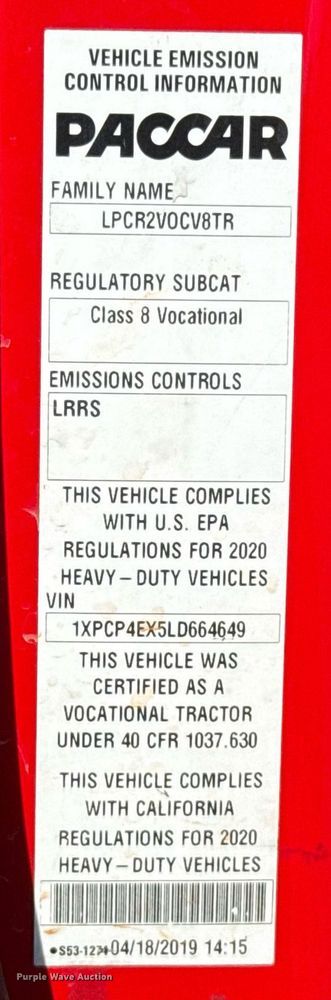 VEHICLE EMISSION
CONTROL INFORMATION
PACCAR
FAMILY NAME
LPCR2VOCV8TR
REGULATORY SUBCAT
Class 8 Vocational
EMISSIONS CONTROLS
LRRS
THIS VEHICLE COMPLIES
WITH U.S. EPA
REGULATIONS FOR 2020
HEAVY – DUTY VEHICLES
VIN
1XPCP4EX5LD664649
THIS VEHICLE WAS
CERTIFIED AS A
VOCATIONAL TRACTOR
UNDER 40 CFR 1037.630
THIS VEHICLE COMPLIES
WITH CALIFORNIA
REGULATIONS FOR 2020
HEAVY – DUTY VEHICLES
04/18/2019 14:15
Purple Wave Auction